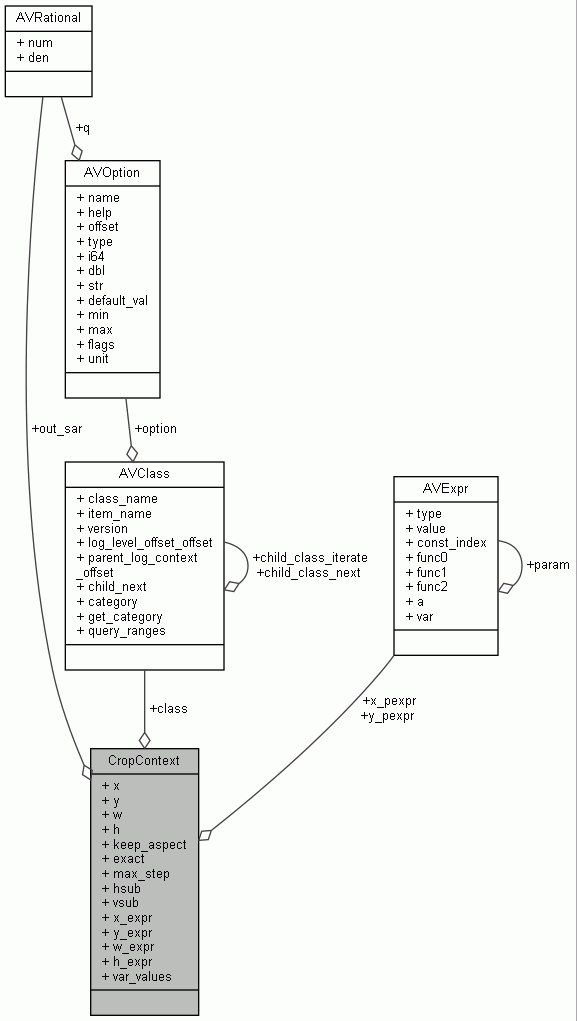 AVRational
+ num
+ den
+q
AVOption
+ name
+ help
+ offset
+ type
+ i64
+ dbl
+ str
+ default_val
+ min
+ max
+ flags
+ unit
+out_sar
+option
AVClass
+ class_name
+ item_name
+ version
+ log_level_offset_offset
+ parent_log_context
_offset
+ child_next
+ category
+ get_category
+ query_ranges
+child_class_iterate
+child_class_next
AVExpr
+ type
+ value
+ const_index
+ func0
+ func1
+ func2
+ a
+ var
+param
+class
+x_pexpr
+y_pexpr
CropContext
+ x
+ y
+ w
+ h
+ keep_aspect
+ exact
+ max_step
+ hsub
+ vsub
+ x_expr
+ y_expr
+ w_expr
+ h_expr
+ var_values